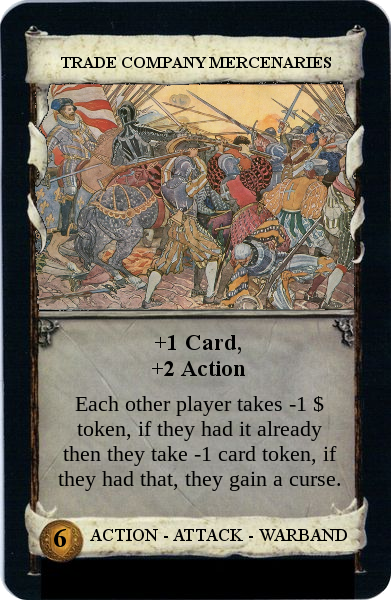 TRADE COMPANY MERCENARIES
+1 Card,
+2 Action
Each other player takes -1 $
token, if they had it already
then they take -1 card token, if
they had that, they gain a curse.
6 ACTION - ATTACK - WARBAND